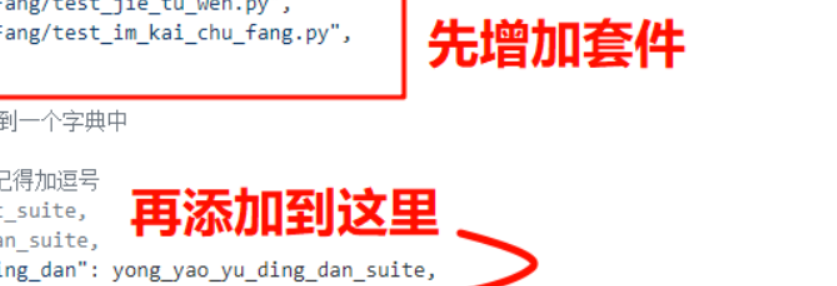 Fang/test_jie_tu_wen.py",
Fang/test_im_kai_chu_fang.py",
先增加套件
到一个字典中
记得加逗号
t_suite,
再添加到这里
an_suite,
ing_dan": yong_yao_yu_ding_dan_suite,